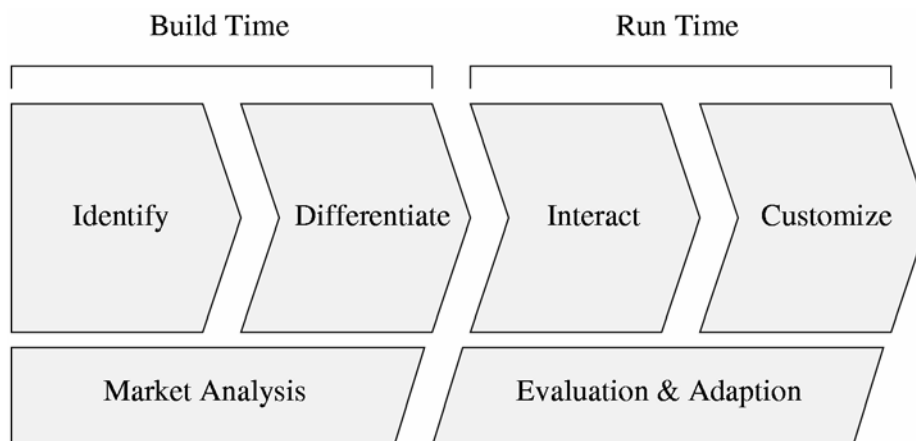 Build Time
Run Time
Identify
Differentiate
Interact
Customize
Market Analysis
Evaluation & Adaption